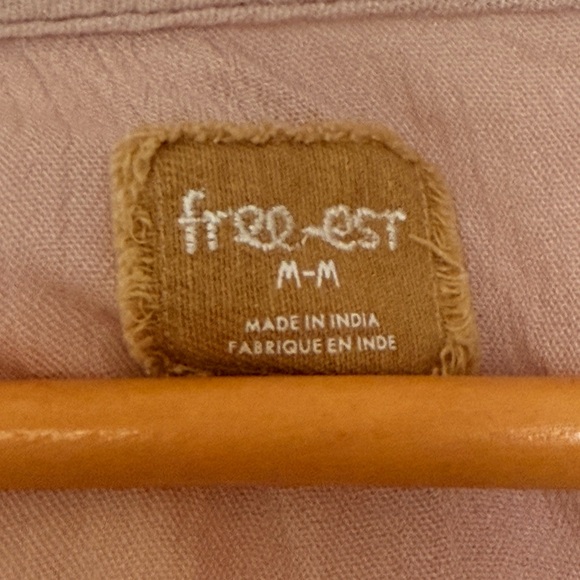 free-est
M-M
MADE IN INDIA
FABRIQUE EN INDE